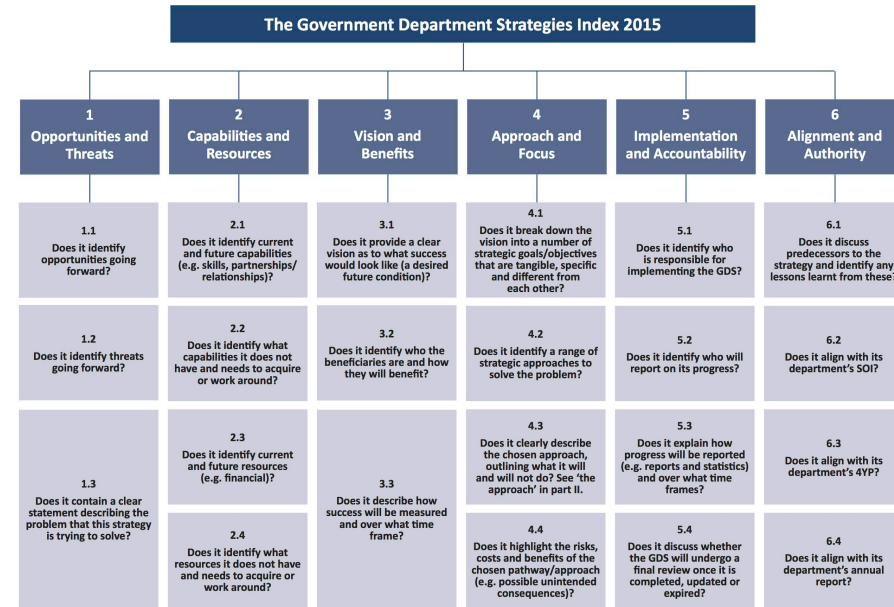 The Government Department Strategies Index 2015
1
Opportunities and
Threats
2
Capabilities and
Resources
3
Vision and
Benefits
4
Approach and
Focus
5
Implementation
and Accountability
6
Alignment and
Authority
1.1
Does it identify
opportunities going
forward?
1.2
Does it identify threats
going forward?
1.3
Does it contain a clear
statement describing the
problem that this strategy
is trying to solve?
2.1
Does it identify current
and future capabilities
(e.g. skills, partnerships/
relationships)?
2.2
Does it identify what
capabilities it does not
have and needs to acquire
or work around?
2.3
Does it identify current
and future resources
(e.g. financial)?
2.4
Does it identify what
resources it does not have
and needs to acquire or
work around?
3.1
Does it provide a clear
vision as to what success
would look like (a desired
future condition)?
3.2
Does it identify who the
beneficiaries are and how
they will benefit?
3.3
Does it describe how
success will be measured
and over what time
frame?
4.1
Does it break down the
vision into a number of
strategic goals/objectives
that are tangible, specific
and different from
each other?
4.2
Does it identify a range of
strategic approaches to
solve the problem?
4.3
Does it clearly describe
the chosen approach,
outlining what it will
and will not do? See ‘the
approach’ in part II.
4.4
Does it highlight the risks,
costs and benefits of the
chosen pathway/approach
(e.g. possible unintended
consequences)?
5.1
Does it identify who
is responsible for
implementing the GDS?
5.2
Does it identify who will
report on its progress?
5.3
Does it explain how
progress will be reported
(e.g. reports and statistics)
and over what time
frames?
5.4
Does it discuss whether
the GDS will undergo a
final review once it is
completed, updated or
expired?
6.1
Does it discuss
predecessors to the
strategy and identify any
lessons learnt from these?
6.2
Does it align with its
department’s SOI?
6.3
Does it align with its
department’s 4YP?
6.4
Does it align with its
department’s annual
report?